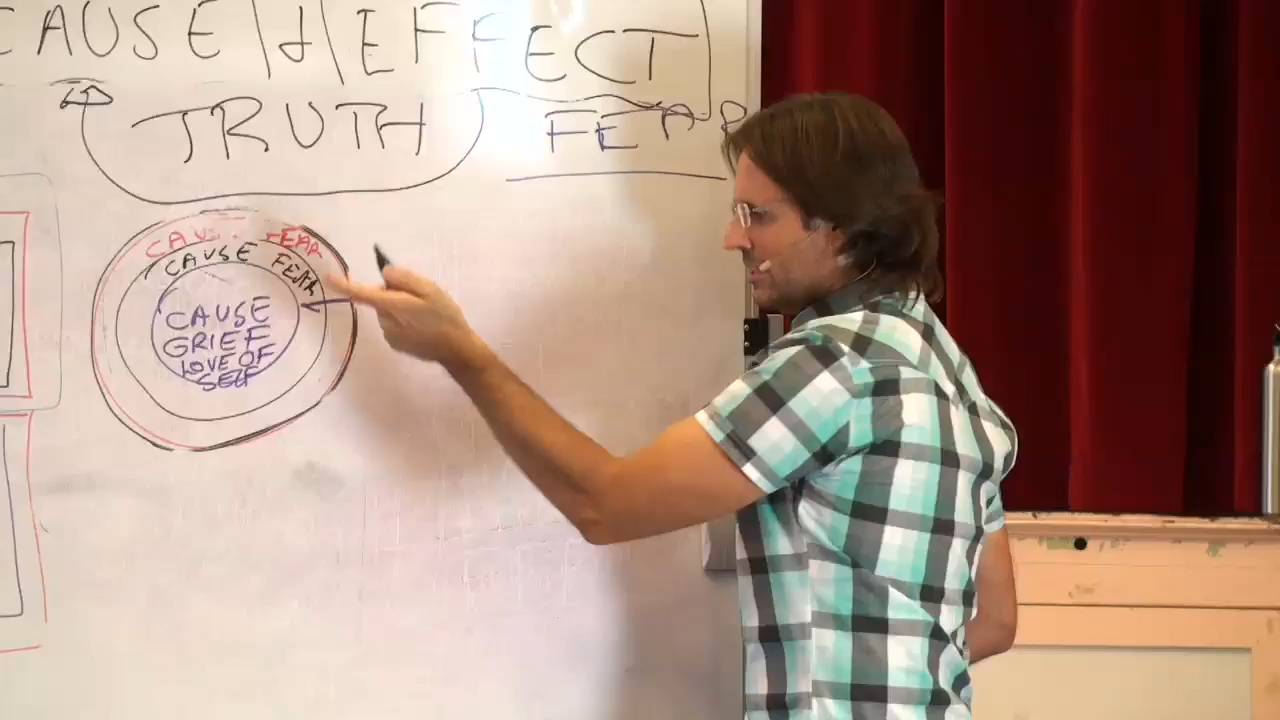 CAUSE | & | EFFECT
TRUTH FEAR
CAUSE FEAR
CAUSE FEAR
CAUSE
GRIEF
LOVE OF
SELF